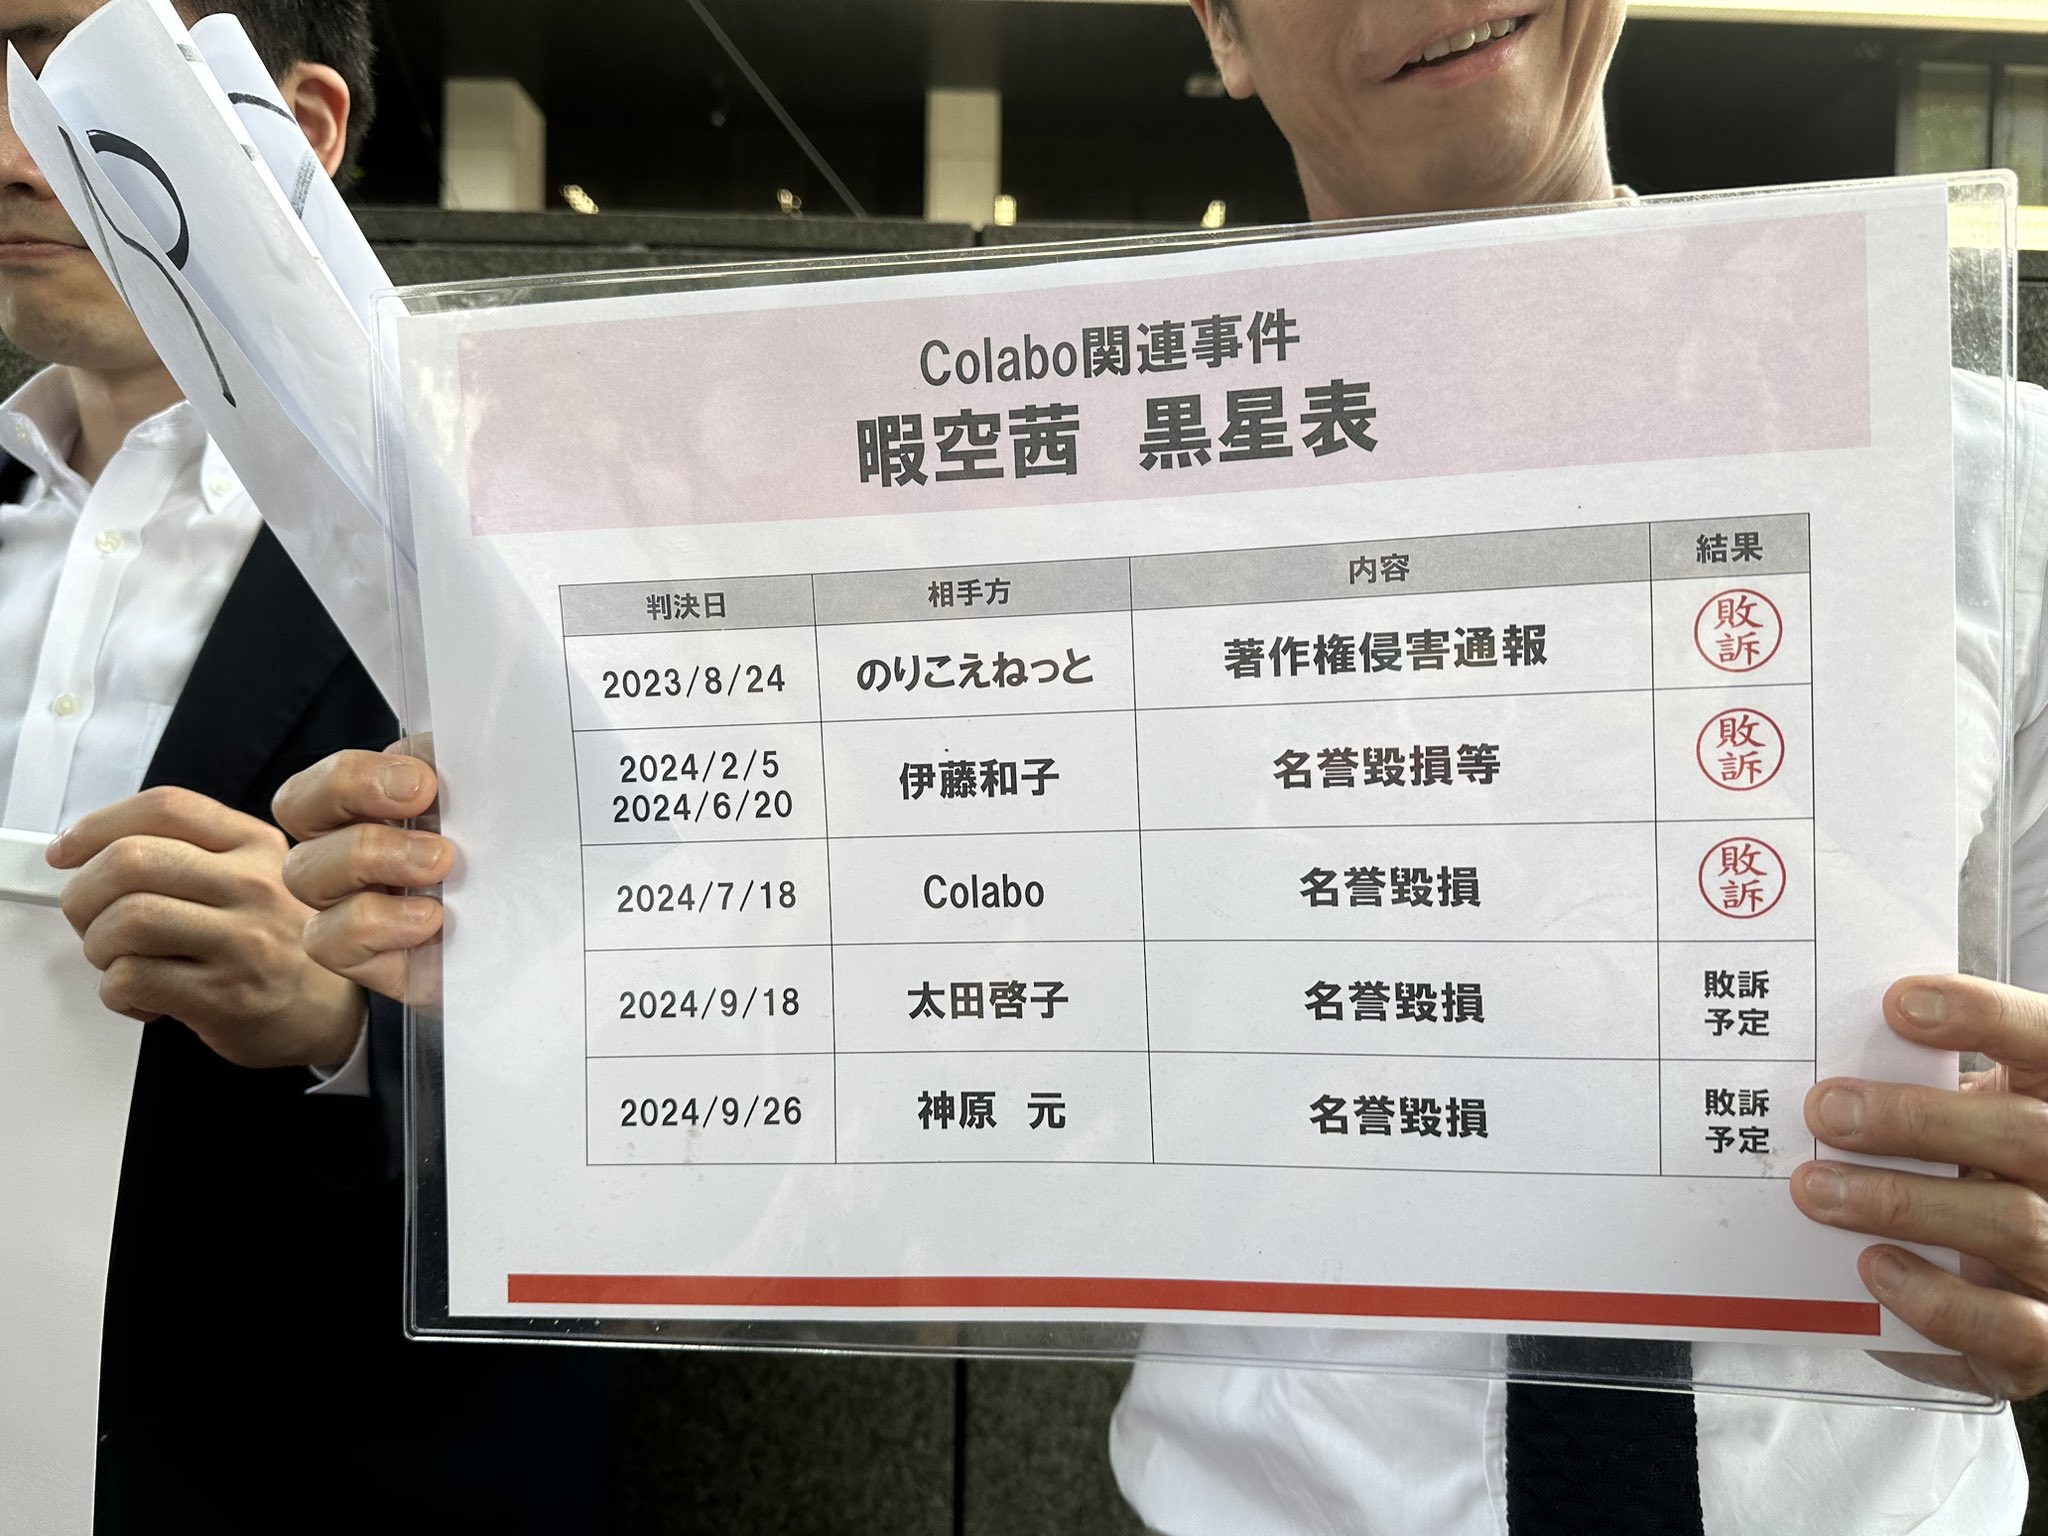 Colabo関連事件
暇空茜 黒星表
判決日 相手方 内容 結果
2023/8/24 のりこえねっと 著作権侵害通報 敗訴
2024/2/5
2024/6/20 伊藤和子 名誉毀損等 敗訴
2024/7/18 Colabo 名誉毀損 敗訴
2024/9/18 太田啓子 名誉毀損 敗訴
予定
2024/9/26 神原 元 名誉毀損 敗訴
予定